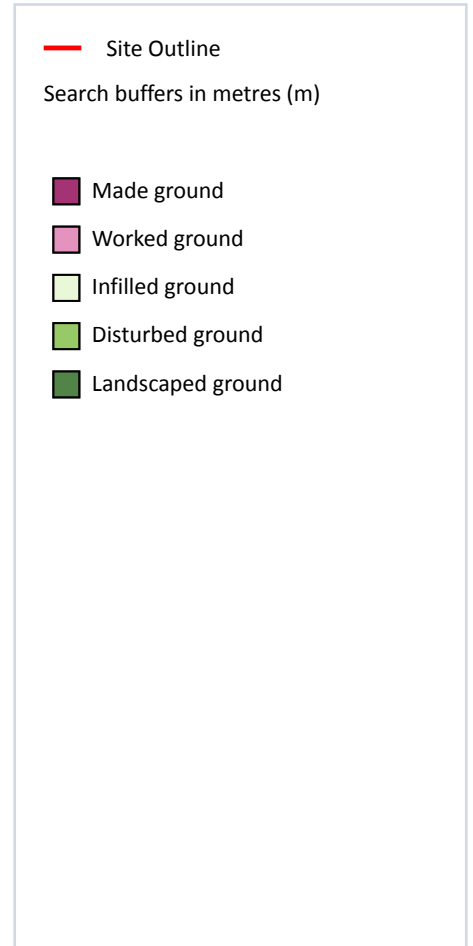 Site Outline
Search buffers in metres (m)
Made ground
Worked ground
Infilled ground
Disturbed ground
Landscaped ground